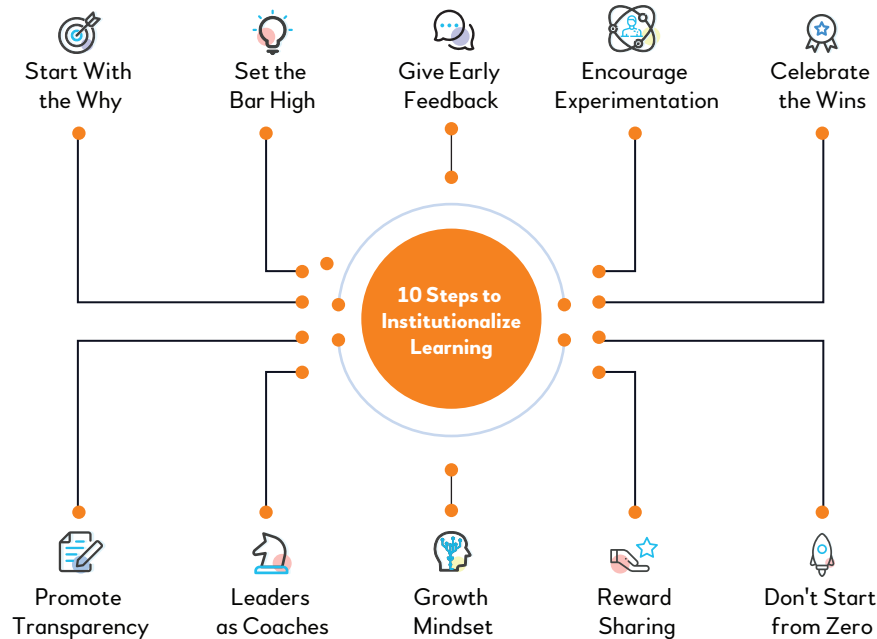 Start With
the Why
Set the
Bar High
Give Early
Feedback
Encourage
Experimentation
Celebrate
the Wins
10 Steps to
Institutionalize
Learning
Promote
Transparency
Leaders
as Coaches
Growth
Mindset
Reward
Sharing
Don't Start
from Zero